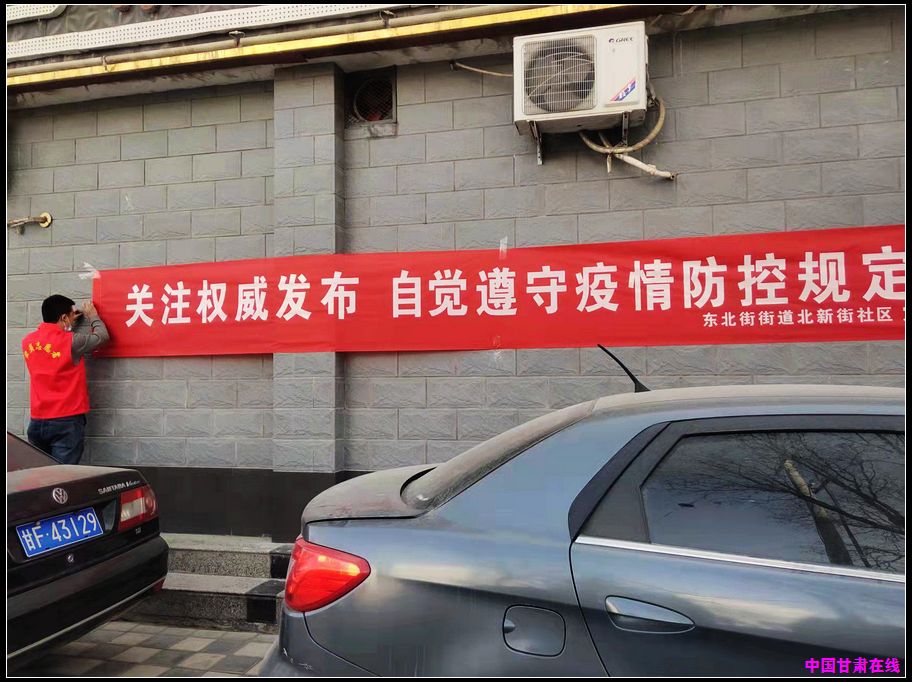 GREE
关注权威发布 自觉遵守疫情防控规定
东北街街道北新街社区
SANTANA Vista
甘F·43129
中国甘肃在线